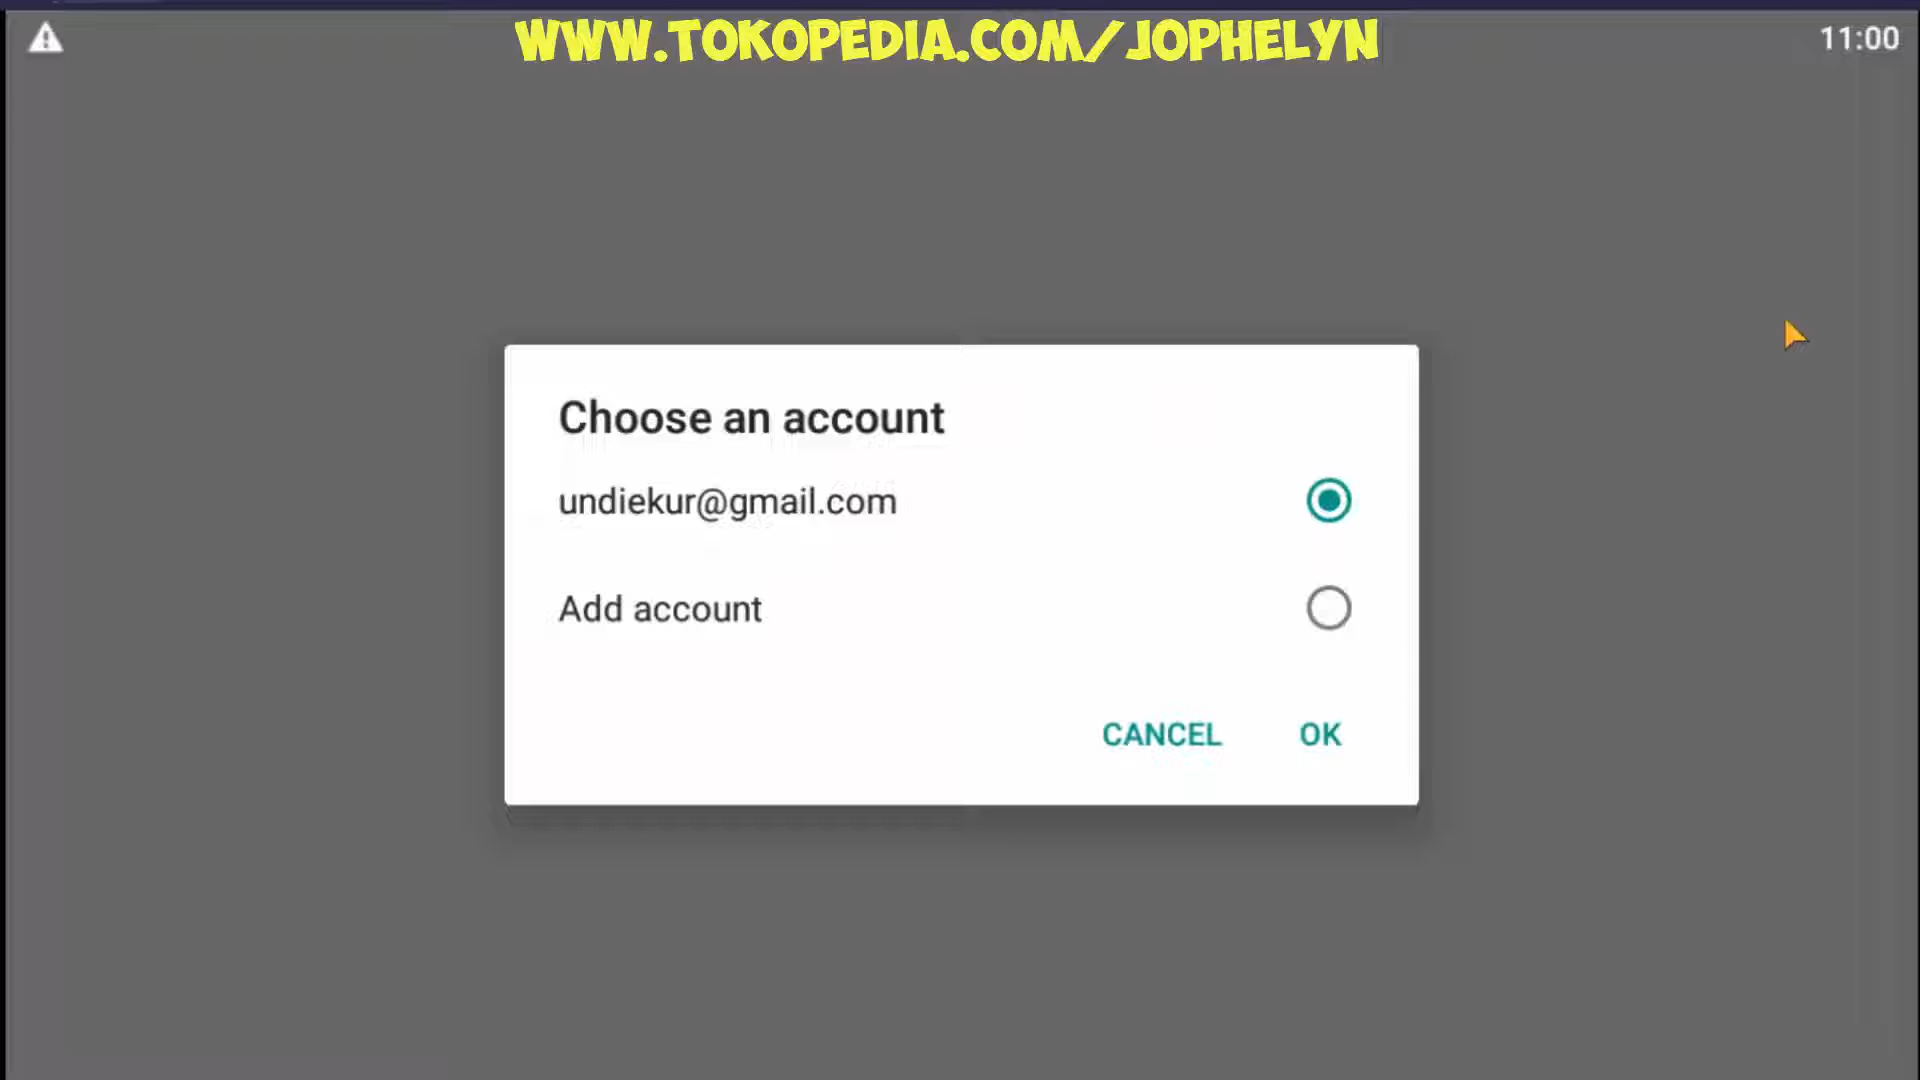 WWW.TOKOPEDIA.COM/JOPHELYN
11:00
Choose an account
undiekur@gmail.com
Add account
CANCEL OK